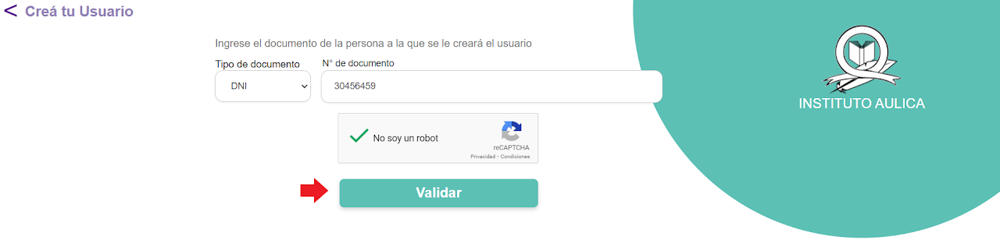 < Creá tu Usuario
Ingrese el documento de la persona a la que se le creará el usuario
Tipo de documento
N° de documento
DNI
30456459
No soy un robot
reCAPTCHA
Privacidad - Condiciones
Validar
INSTITUTO AULICA